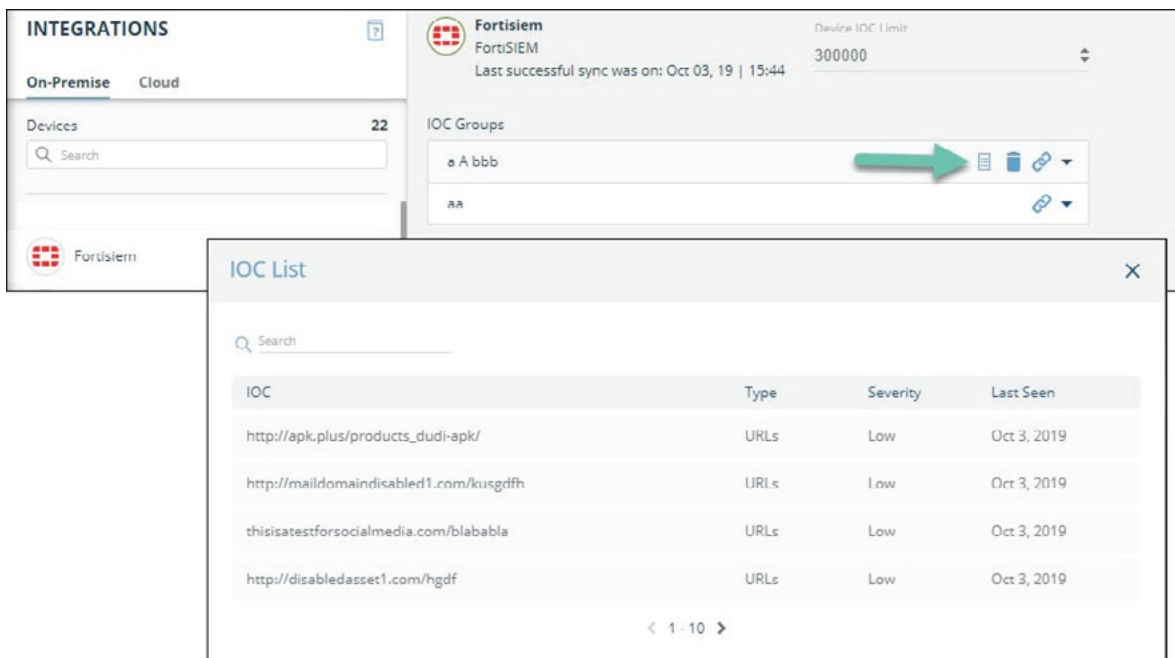 INTEGRATIONS
On-Premise Cloud
Devices 22
Search
Fortisiem
Fortisiem
FortiSIEM
Last successful sync was on: Oct 03, 19 | 15:44
Device IOC Limit
300000
IOC Groups
a A bbb
aa
IOC List
Search
IOC Type Severity Last Seen
http://apk.plus/products_dudi-apk/ URLs Low Oct 3, 2019
http://maildomaindisabled1.com/kusgdfh URLs Low Oct 3, 2019
thisisatestforsocialmedia.com/blababla URLs Low Oct 3, 2019
http://disabledasset1.com/hgdf URLs Low Oct 3, 2019
1 - 10